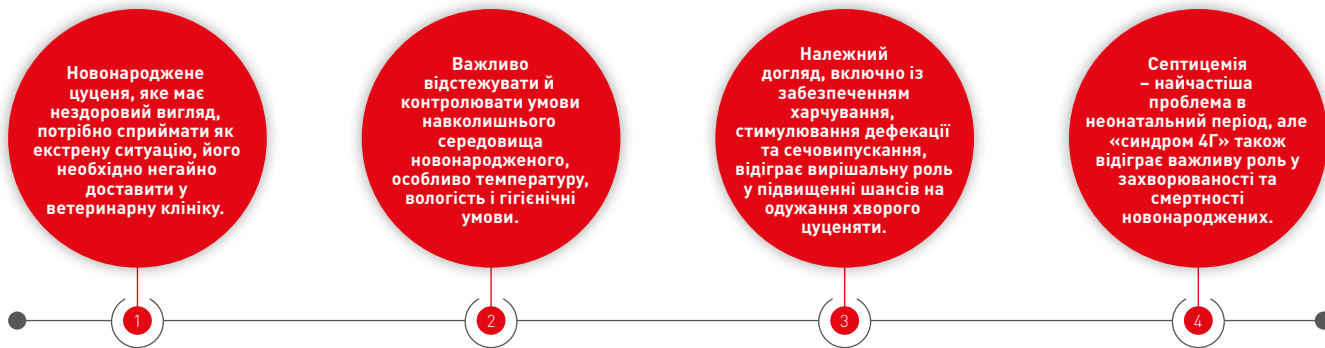 Новонароджене
цуценя, яке має
нездоровий вигляд,
потрібно сприймати як
екстрену ситуацію, його
необхідно негайно
доставити у
ветеринарну клініку.
1
Важливо
відстежувати й
контролювати умови
навколишнього
середовища
новонародженого,
особливо температуру,
вологість і гігієнічні
умови.
2
Належний
догляд, включно із
забезпеченням
харчування,
стимулювання дефекації
та сечовипускання,
відіграє вирішальну роль
у підвищенні шансів на
одужання хворого
цуценяти.
3
Септицемія
– найчастіша
проблема в
неонатальний період, але
«синдром 4Г» також
відіграє важливу роль у
захворюваності та
смертності
новонароджених.
4